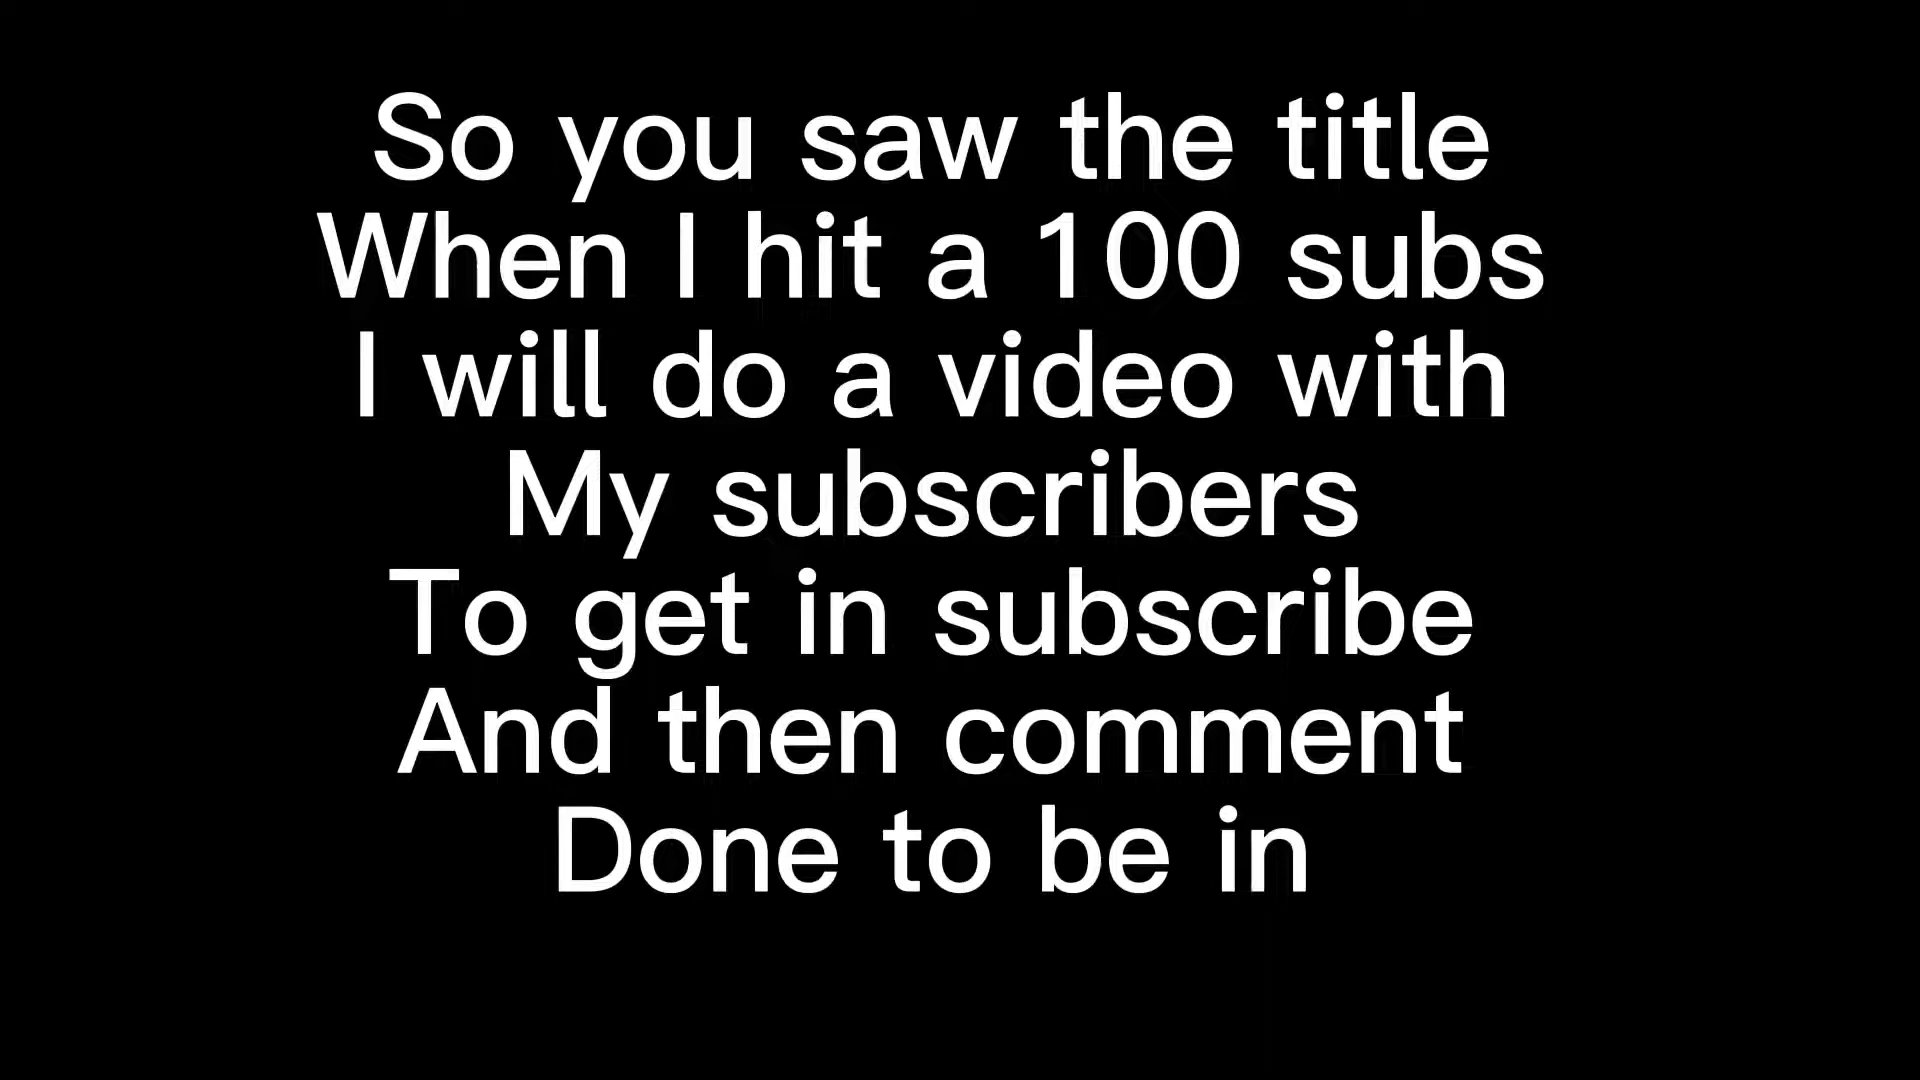 So you saw the title
When I hit a 100 subs
I will do a video with
My subscribers
To get in subscribe
And then comment
Done to be in